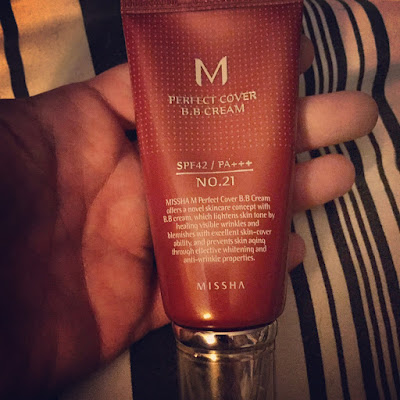 M
PERFECT COVER
B.B CREAM
SPF42 / PA+++
NO.21
MISSHA M Perfect Cover B.B Cream
offers a novel skincare concept with
B.B cream, which lightens skin tone by
healing visible wrinkles and
blemishes with excellent skin-cover
ability, and prevents skin aging
through effective whitening and
anti-wrinkle properties.
MISSHA